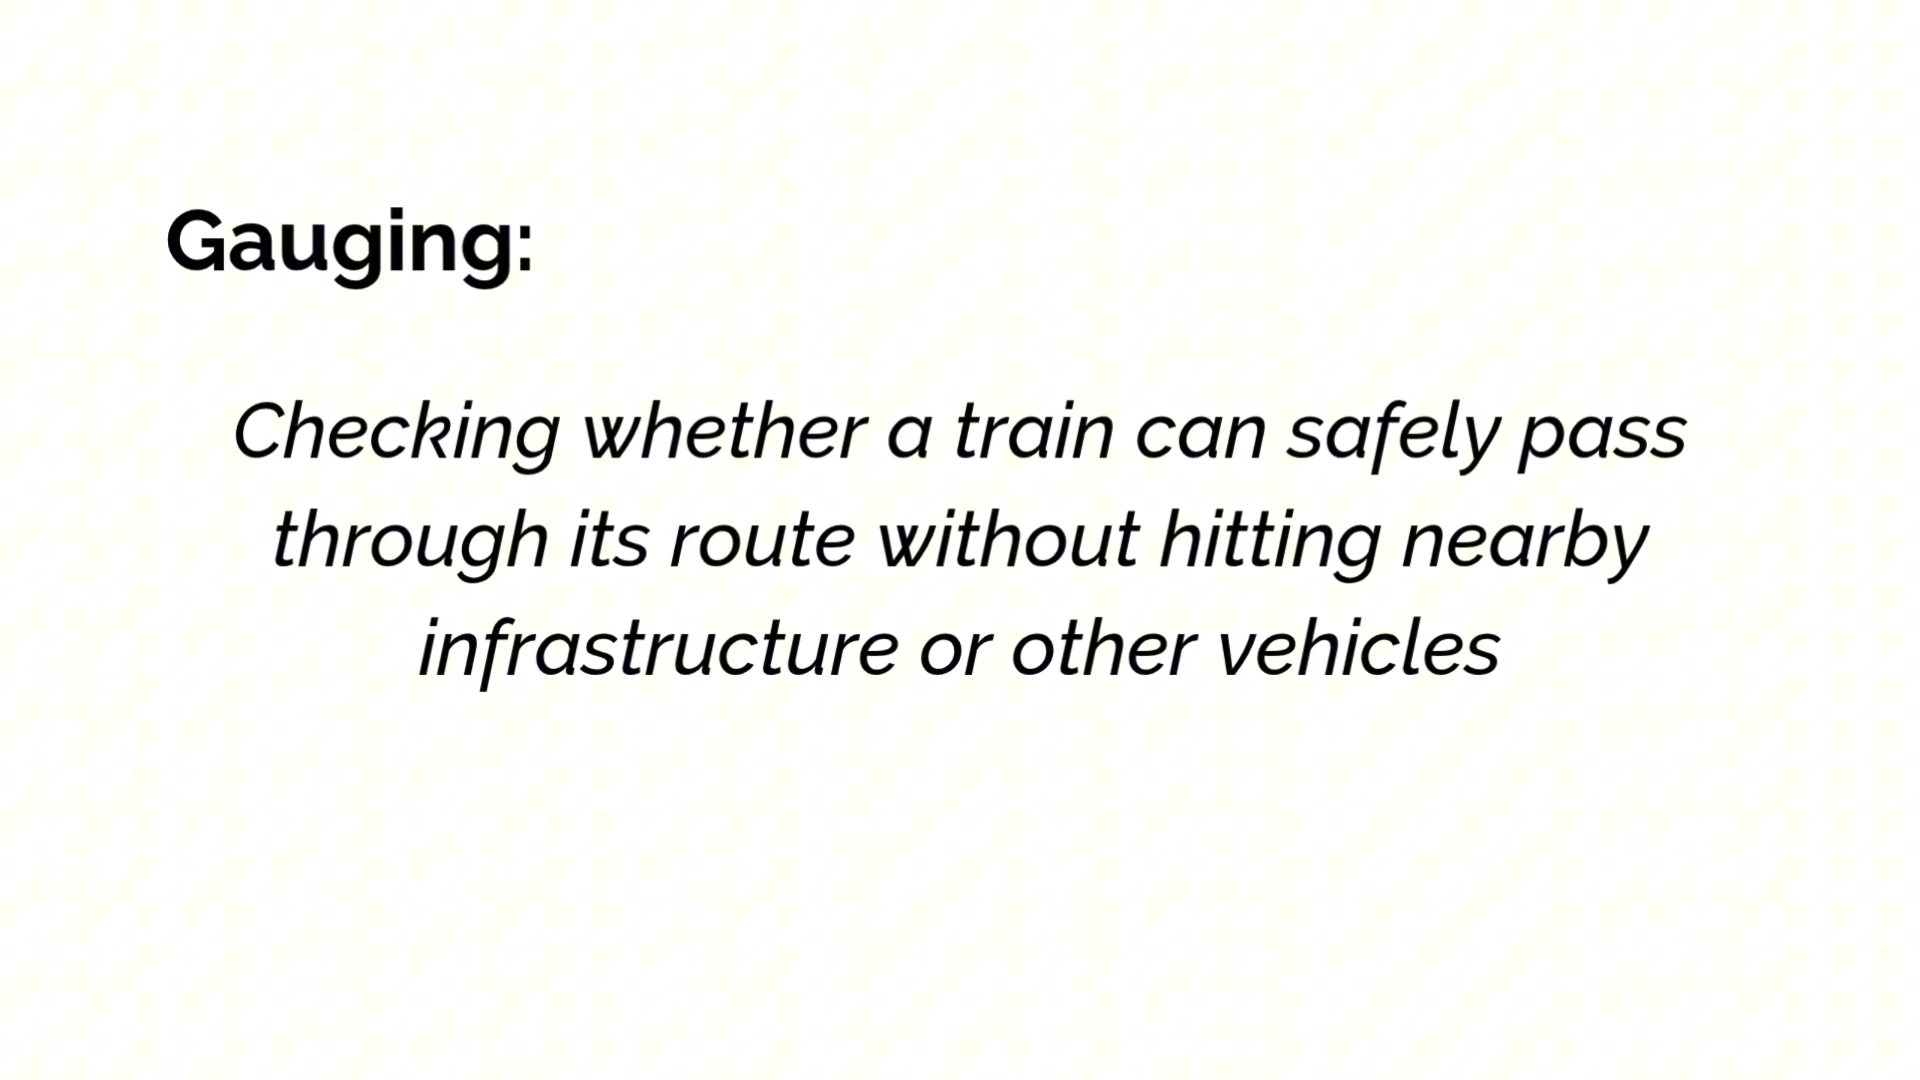 Gauging:
Checking whether a train can safely pass
through its route without hitting nearby
infrastructure or other vehicles